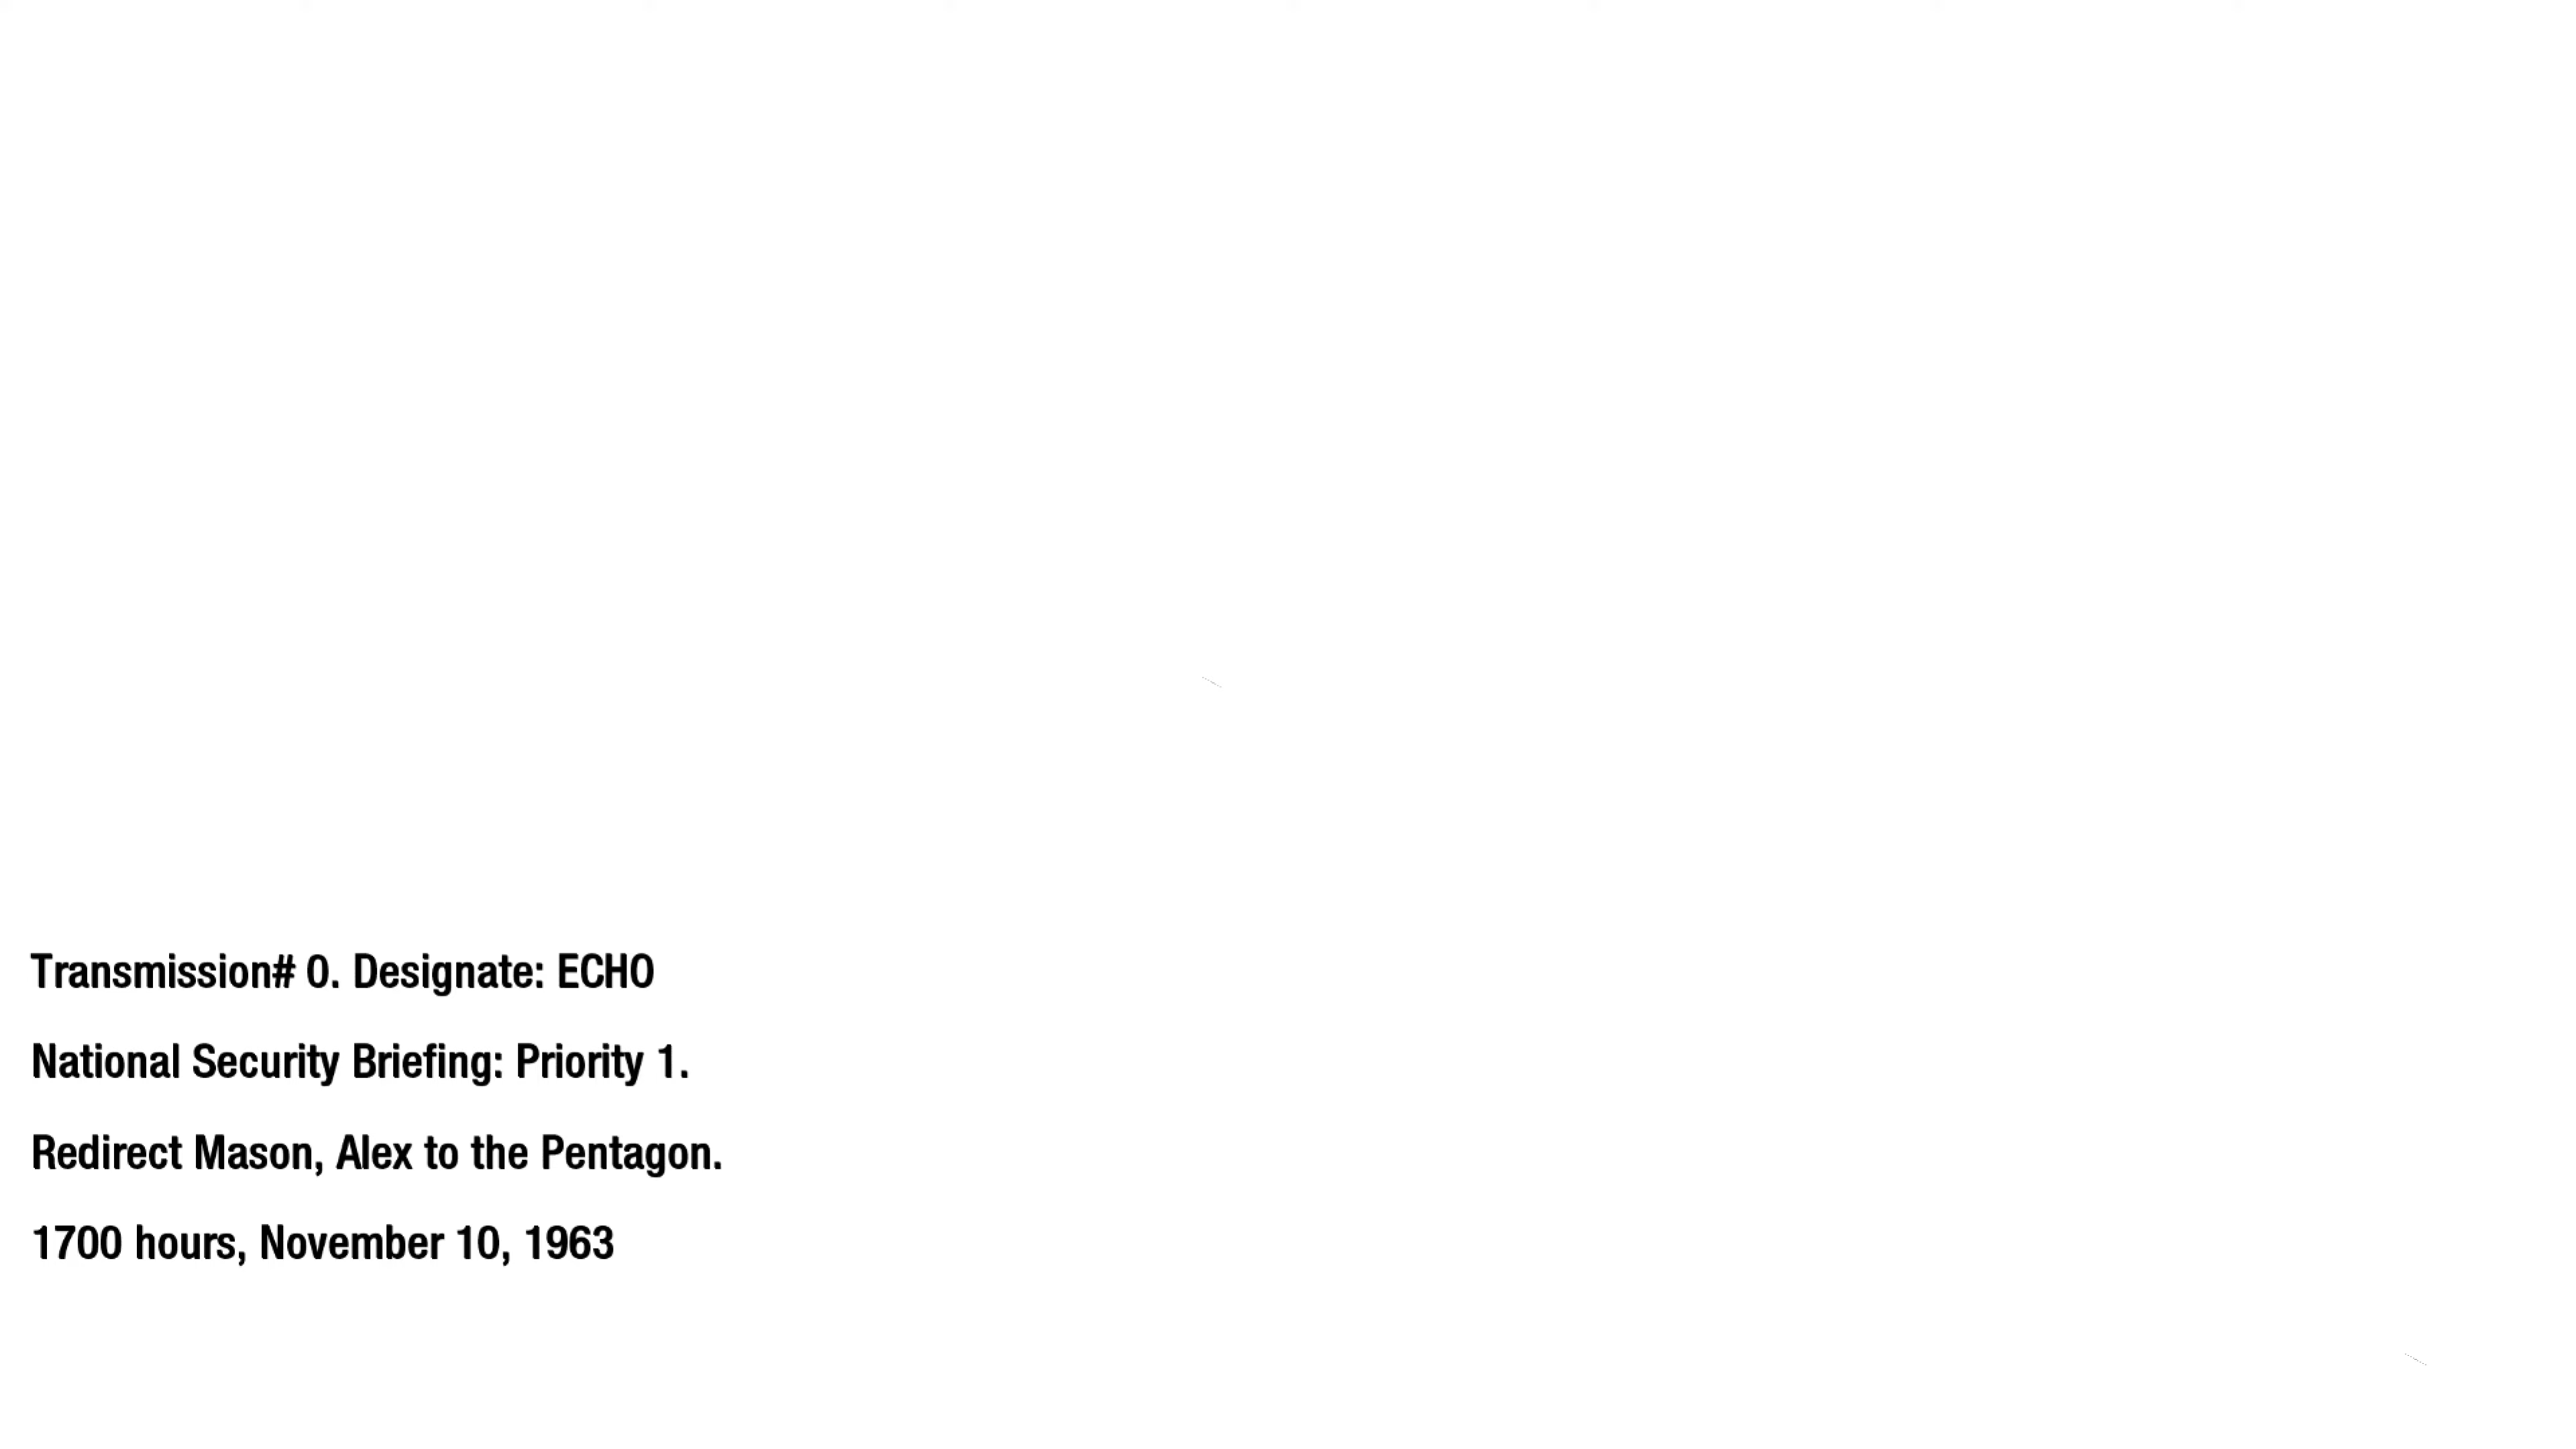 Transmission# 0. Designate: ECHO
National Security Briefing: Priority 1.
Redirect Mason, Alex to the Pentagon.
1700 hours, November 10, 1963